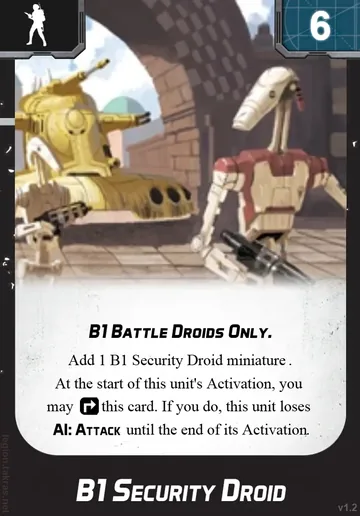 6
B1 Battle Droids Only.
Add 1 B1 Security Droid miniature .
At the start of this unit's Activation, you
may this card. If you do, this unit loses
AI: Attack until the end of its Activation.
B1 Security Droid
v1.2